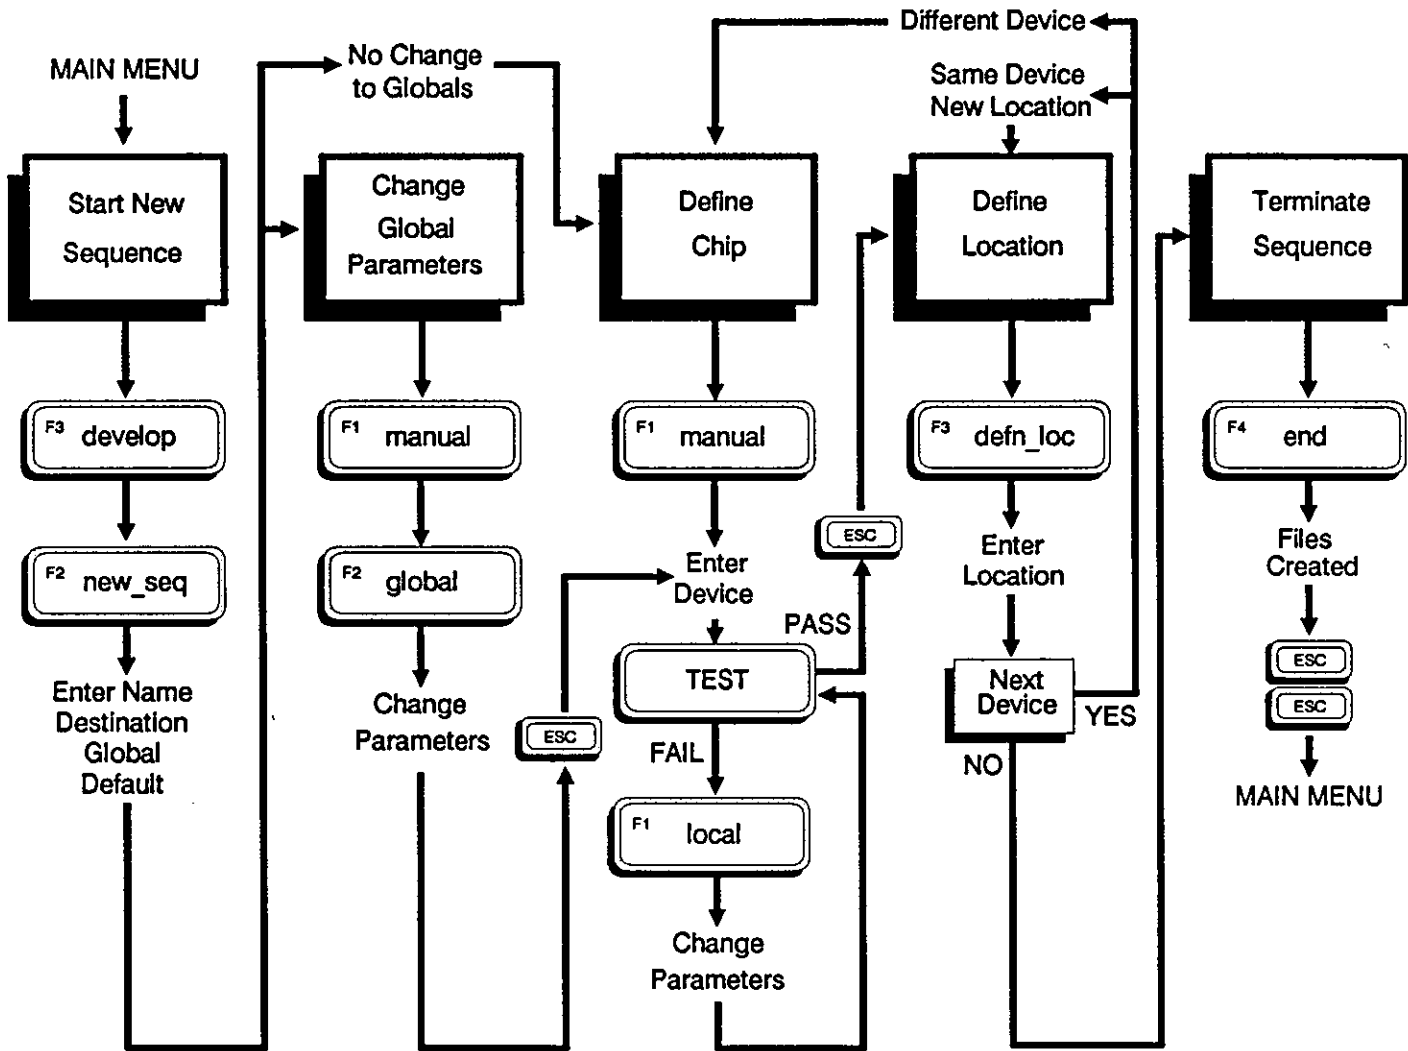 MAIN MENU
Start New
Sequence
F3 develop
F2 new_seq
Enter Name
Destination
Global
Default
No Change
to Globals
Change
Global
Parameters
F1 manual
F2 global
Change
Parameters
ESC
Different Device
Define
Chip
F1 manual
Enter
Device
TEST
PASS
FAIL
F1 local
Change
Parameters
ESC
Same Device
New Location
Define
Location
F3 defn_loc
Enter
Location
Next
Device
YES
NO
Terminate
Sequence
F4 end
Files
Created
ESC
ESC
MAIN MENU